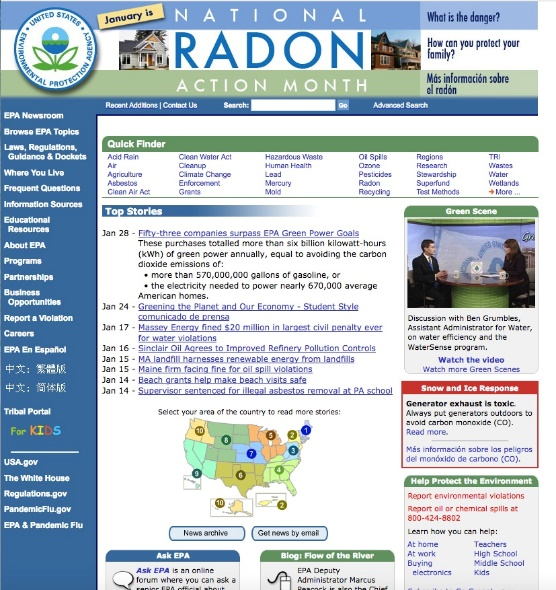 UNITED STATES
ENVIRONMENTAL PROTECTION AGENCY
January is
NATIONAL
RADON
ACTION MONTH
What is the danger?
How can you protect your
family?
Más información sobre
el radón
Recent Additions | Contact Us
Search:
Go
Advanced Search
EPA Newsroom
Browse EPA Topics
Laws, Regulations,
Guidance & Dockets
Where You Live
Frequent Questions
Information Sources
Educational
Resources
About EPA
Programs
Partnerships
Business
Opportunities
Report a Violation
Careers
EPA En Español
中文: 繁體版
中文: 简体版
Tribal Portal
For KIDS
USA.gov
The White House
Regulations.gov
PandemicFlu.gov
EPA & Pandemic Flu
Quick Finder
Acid Rain Clean Water Act Hazardous Waste Oil Spills Regions TRI
Air Cleanup Human Health Ozone Research Wastes
Agriculture Climate Change Lead Pesticides Stewardship Water
Asbestos Enforcement Mercury Radon Superfund Wetlands
Clean Air Act Grants Mold Recycling Test Methods ➔More ...
Top Stories
Jan 28 - Fifty-three companies surpass EPA Green Power Goals
These purchases totalled more than six billion kilowatt-hours
(kWh) of green power annually, equal to avoiding the carbon
dioxide emissions of:
• more than 570,000,000 gallons of gasoline, or
• the electricity needed to power nearly 670,000 average
American homes.
Jan 24 - Greening the Planet and Our Economy - Student Style
comunicado de prensa
Jan 17 - Massey Energy fined $20 million in largest civil penalty ever
for water violations
Jan 16 - Sinclair Oil Agrees to Improved Refinery Pollution Controls
Jan 15 - MA landfill harnesses renewable energy from landfills
Jan 15 - Maine firm facing fine for oil spill violations
Jan 14 - Beach grants help make beach visits safe
Jan 14 - Supervisor sentenced for illegal asbestos removal at PA school
Select your area of the country to read more stories:
10 8 5 2 1
9 7 3
6 4
9 10 2
News archive
Get news by email
Ask EPA
Ask EPA is an online
forum where you can ask a
senior EPA official about
Blog: Flow of the River
EPA Deputy
Administrator Marcus
Peacock is also the Chief
Green Scene
Discussion with Ben Grumbles,
Assistant Administrator for Water,
on water efficiency and the
WaterSense program.
Watch the video
Watch more Green Scenes
Snow and Ice Response
Generator exhaust is toxic.
Always put generators outdoors to
avoid carbon monoxide (CO).
Read more.
Más información sobre los peligros
del monóxido de carbono (CO).
Help Protect the Environment
Report environmental violations
Report oil or chemical spills at
800-424-8802
Learn how you can help:
At home Teachers
At work High School
Buying Middle School
electronics Kids